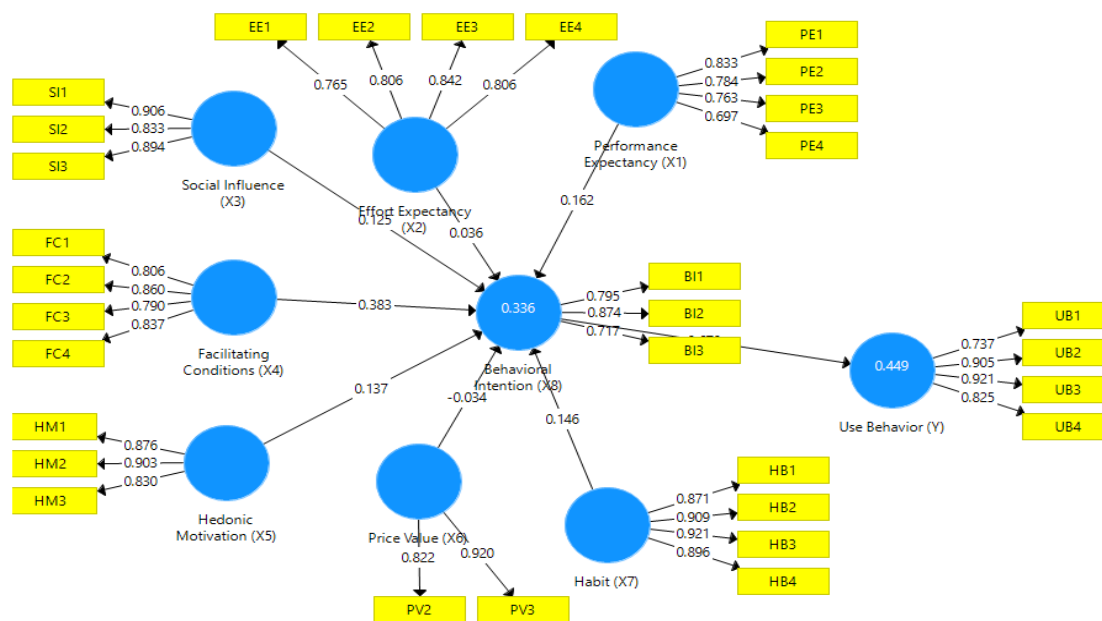 EE1
EE2
EE3
EE4
0.765
0.806
0.842
0.806
Effort Expectancy
(X2)
0.036
PE1
PE2
PE3
PE4
0.833
0.784
0.763
0.697
Performance
Expectancy (X1)
0.162
SI1
SI2
SI3
0.906
0.833
0.894
Social Influence
(X3)
0.125
FC1
FC2
FC3
FC4
0.806
0.860
0.790
0.837
Facilitating
Conditions (X4)
0.383
0.336
Behavioral
Intention (X8)
BI1
BI2
BI3
0.795
0.874
0.717
0.449
Use Behavior (Y)
UB1
UB2
UB3
UB4
0.737
0.905
0.921
0.825
HM1
HM2
HM3
0.876
0.903
0.830
Hedonic
Motivation (X5)
0.137
Price Value (X6)
-0.034
0.822
0.920
PV2
PV3
Habit (X7)
0.146
HB1
HB2
HB3
HB4
0.871
0.909
0.921
0.896